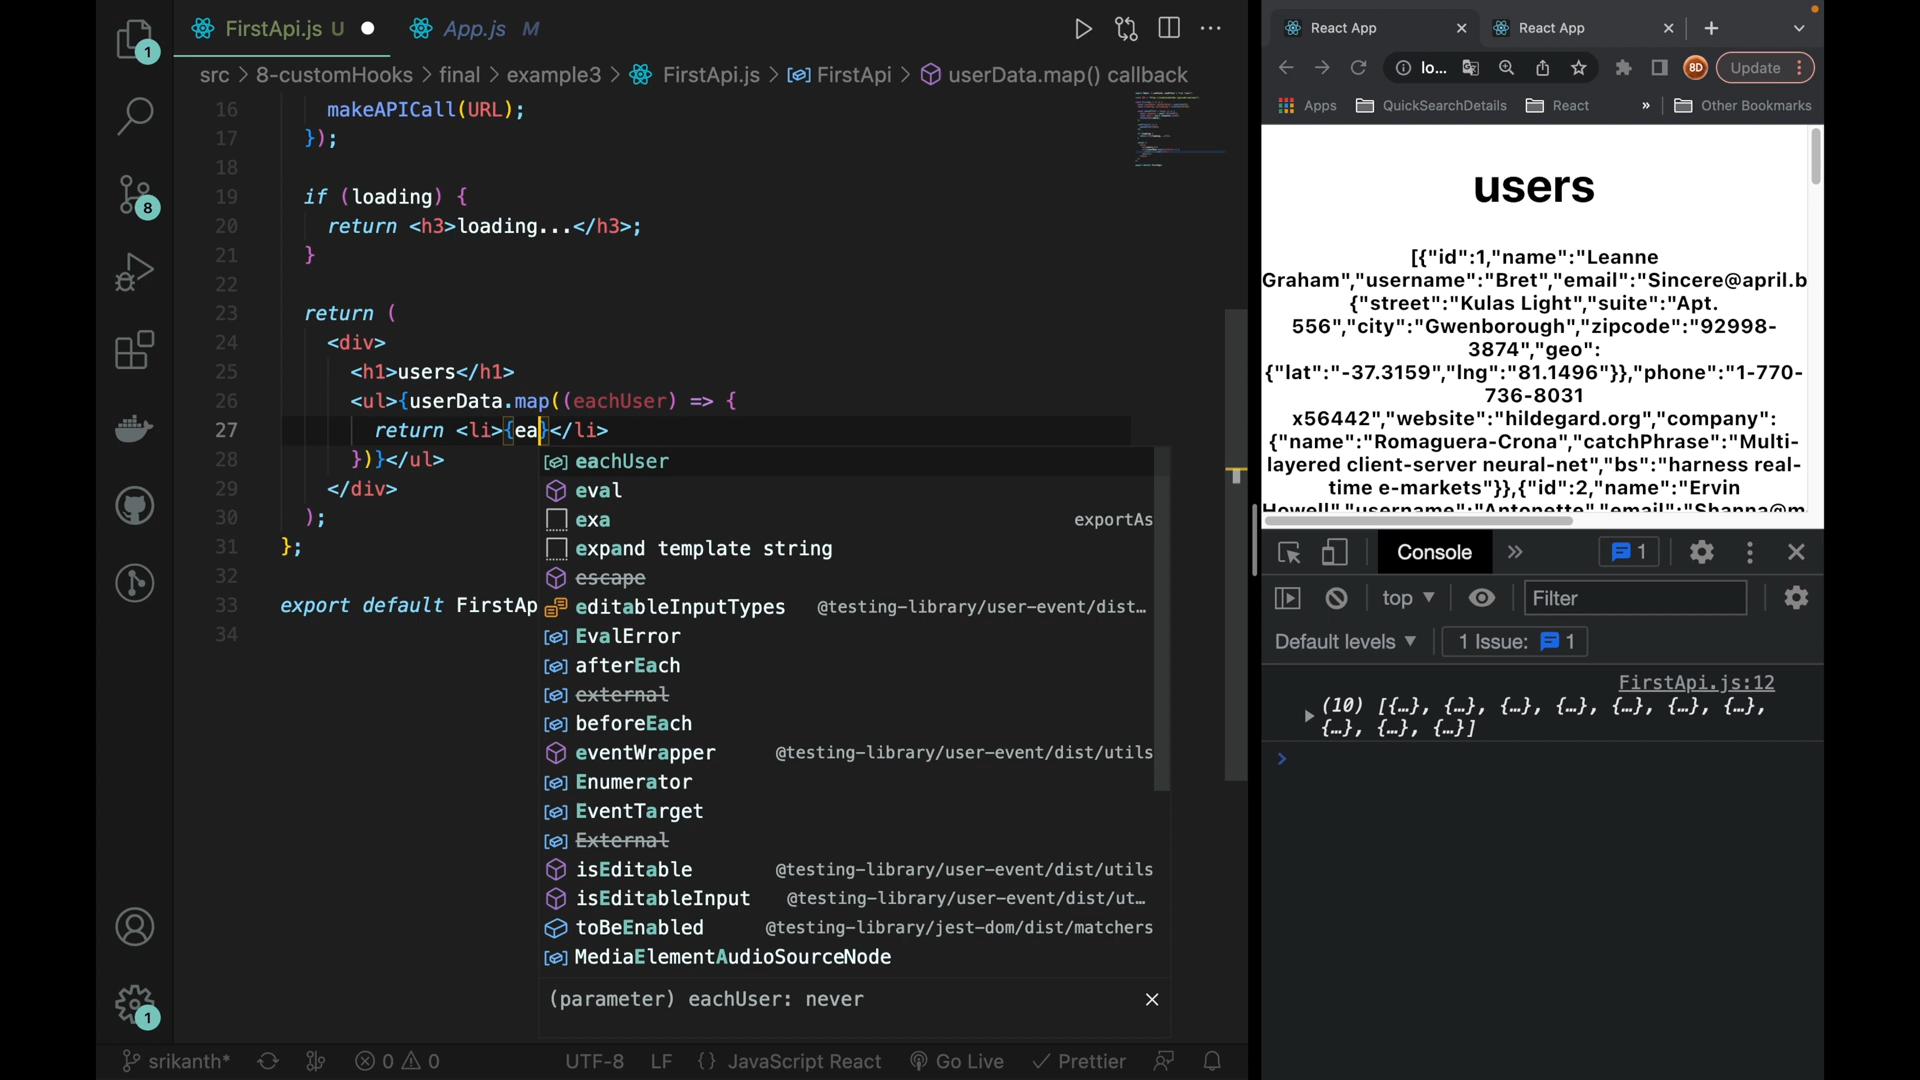 1
8
1
FirstApi.js U
App.js M
src > 8-customHooks > final > example3 > FirstApi.js > FirstApi > userData.map() callback
16 makeAPICall(URL);
17 });
18
19 if (loading) {
20 return <h3>loading...</h3>;
21 }
22
23 return (
24 <div>
25 <h1>users</h1>
26 <ul>{userData.map((eachUser) => {
27 return <li>{ea}</li>
28 })}</ul>
29 </div>
30 );
31 };
32
33 export default FirstAp
34
eachUser
eval
exa exportAs
expand template string
escape
editableInputTypes @testing-library/user-event/dist…
EvalError
afterEach
external
beforeEach
eventWrapper @testing-library/user-event/dist/utils
Enumerator
EventTarget
External
isEditable @testing-library/user-event/dist/utils
isEditableInput @testing-library/user-event/dist/ut…
toBeEnabled @testing-library/jest-dom/dist/matchers
MediaElementAudioSourceNode
(parameter) eachUser: never
srikanth* 0 0 UTF-8 LF {} JavaScript React Go Live Prettier
React App
React App
lo... BD Update
Apps QuickSearchDetails React » Other Bookmarks
users
[{"id":1,"name":"Leanne
Graham","username":"Bret","email":"Sincere@april.b
{"street":"Kulas Light","suite":"Apt.
556","city":"Gwenborough","zipcode":"92998-
3874","geo":
{"lat":"-37.3159","lng":"81.1496"}},"phone":"1-770-
736-8031
x56442","website":"hildegard.org","company":
{"name":"Romaguera-Crona","catchPhrase":"Multi-
layered client-server neural-net","bs":"harness real-
time e-markets"}},{"id":2,"name":"Ervin
Howell","username":"Antonette","email":"Shanna@m
Console » 1
top Filter
Default levels 1 Issue: 1
FirstApi.js:12
(10) [{…}, {…}, {…}, {…}, {…}, {…}, {…},
{…}, {…}, {…}]